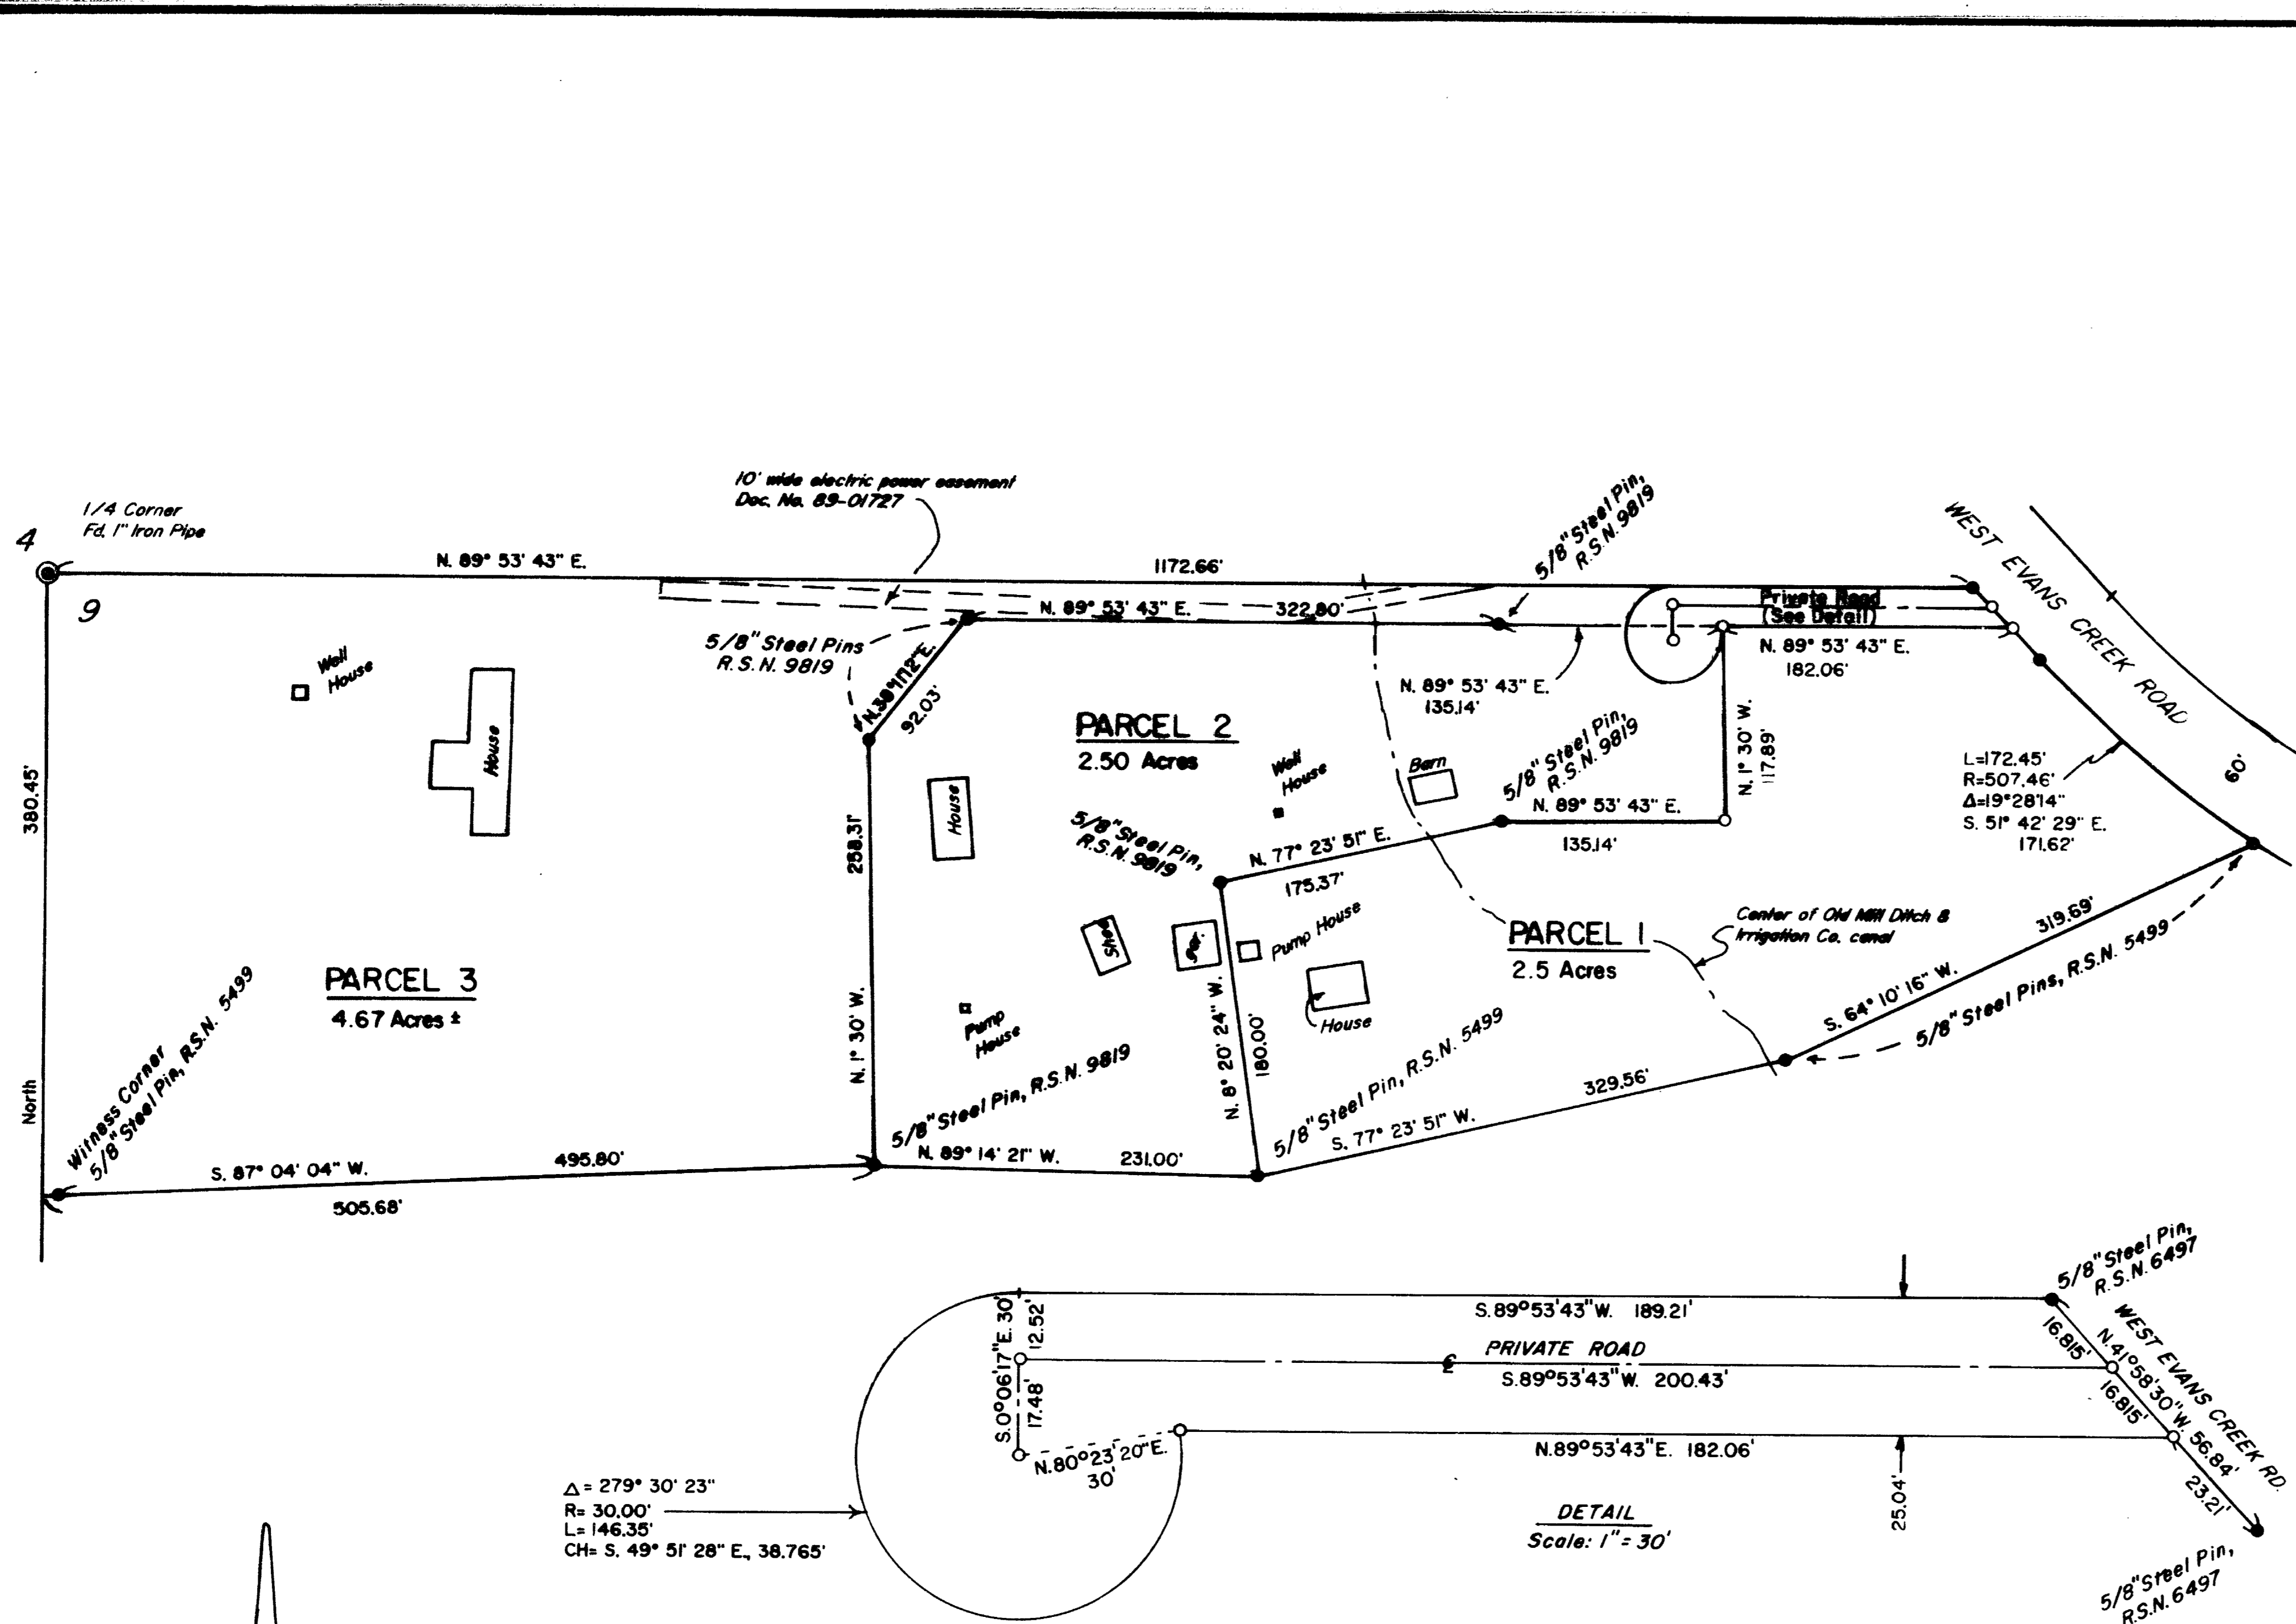 1/4 Corner
Fd. 1" Iron Pipe
4
9
10' wide electric power easement
Doc. No. 89-01727
N. 89° 53' 43" E.
1172.66'
5/8" Steel Pin,
R.S.N. 9819
WEST EVANS CREEK ROAD
60'
N. 89° 53' 43" E. 322.80'
Private Road
(See Detail)
N. 89° 53' 43" E.
182.06'
5/8" Steel Pins
R.S.N. 9819
Well
House
House
92.03'
N. 89° 53' 43" E.
135.14'
PARCEL 2
2.50 Acres
Well
House
Barn
5/8" Steel Pin,
R.S.N. 9819
N. 1° 30' W.
117.89'
L=172.45'
R=507.46'
Δ=19°28'14"
S. 51° 42' 29" E.
171.62'
380.45'
North
258.31'
N. 1° 30' W.
House
5/8" Steel Pin,
R.S.N. 9819
N. 77° 23' 51" E.
175.37'
N. 89° 53' 43" E.
135.14'
Shed
Pump House
House
PARCEL 1
2.5 Acres
Center of Old Mill Ditch &
Irrigation Co. canal
319.69'
S. 64° 10' 16" W.
5/8" Steel Pins, R.S.N. 5499
PARCEL 3
4.67 Acres ±
Witness Corner
5/8" Steel Pin, R.S.N. 5499
Pump
House
5/8" Steel Pin, R.S.N. 9819
N. 8° 20' 24" W.
180.00'
5/8" Steel Pin, R.S.N. 5499
329.56'
S. 77° 23' 51" W.
S. 87° 04' 04" W. 495.80'
505.68'
N. 89° 14' 21" W. 231.00'
5/8" Steel Pin,
R.S.N. 6497
S.89°53'43"W. 189.21'
PRIVATE ROAD
S.89°53'43"W. 200.43'
N.89°53'43"E. 182.06'
S.0°06'17"E. 30'
12.52'
17.48'
N.80°23'20"E.
30'
16.815'
16.815'
N.41°58'30"W. 56.84'
23.21'
WEST EVANS CREEK RD.
25.04'
Δ= 279° 30' 23"
R= 30.00'
L= 146.35'
CH= S. 49° 51' 28" E., 38.765'
DETAIL
Scale: 1" = 30'
5/8" Steel Pin,
R.S.N. 6497